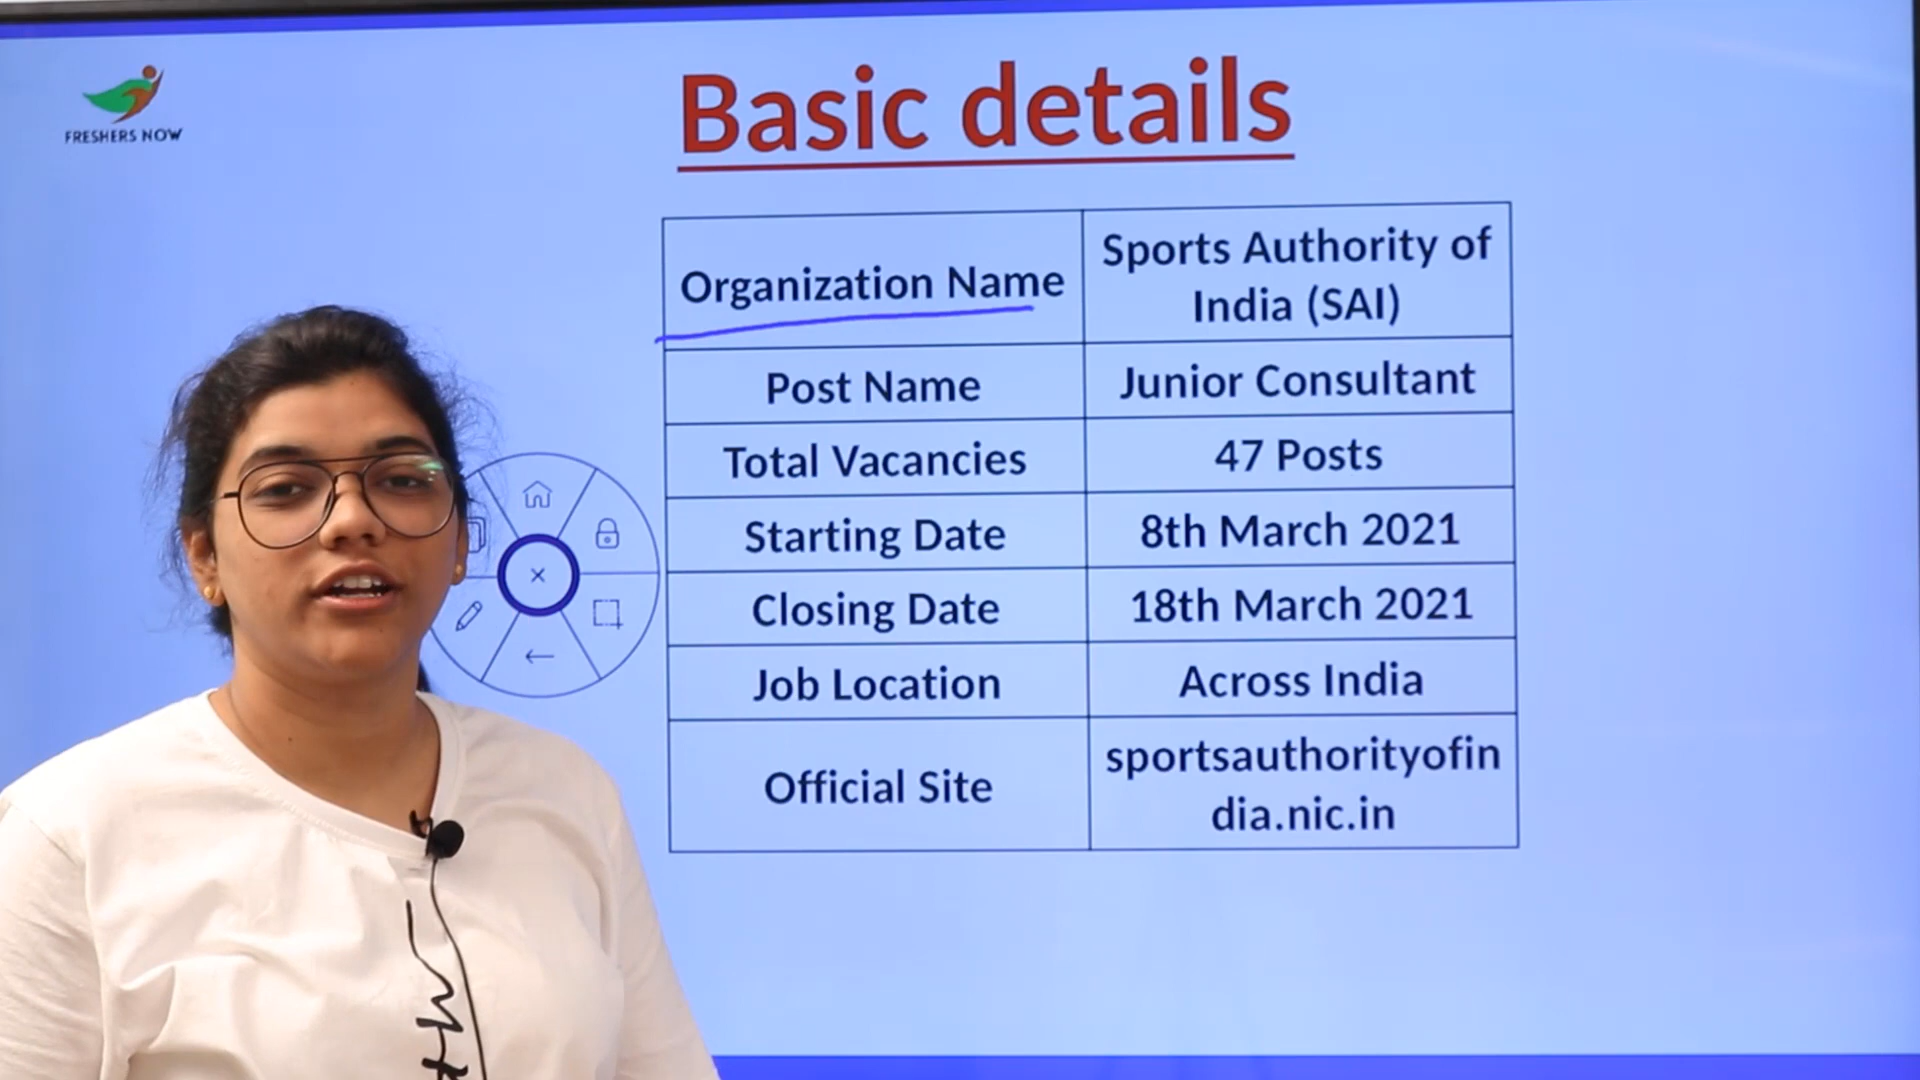 FRESHERS NOW
Basic details
Organization Name
Sports Authority of
India (SAI)
Post Name
Junior Consultant
Total Vacancies
47 Posts
Starting Date
8th March 2021
Closing Date
18th March 2021
Job Location
Across India
Official Site
sportsauthorityofin
dia.nic.in